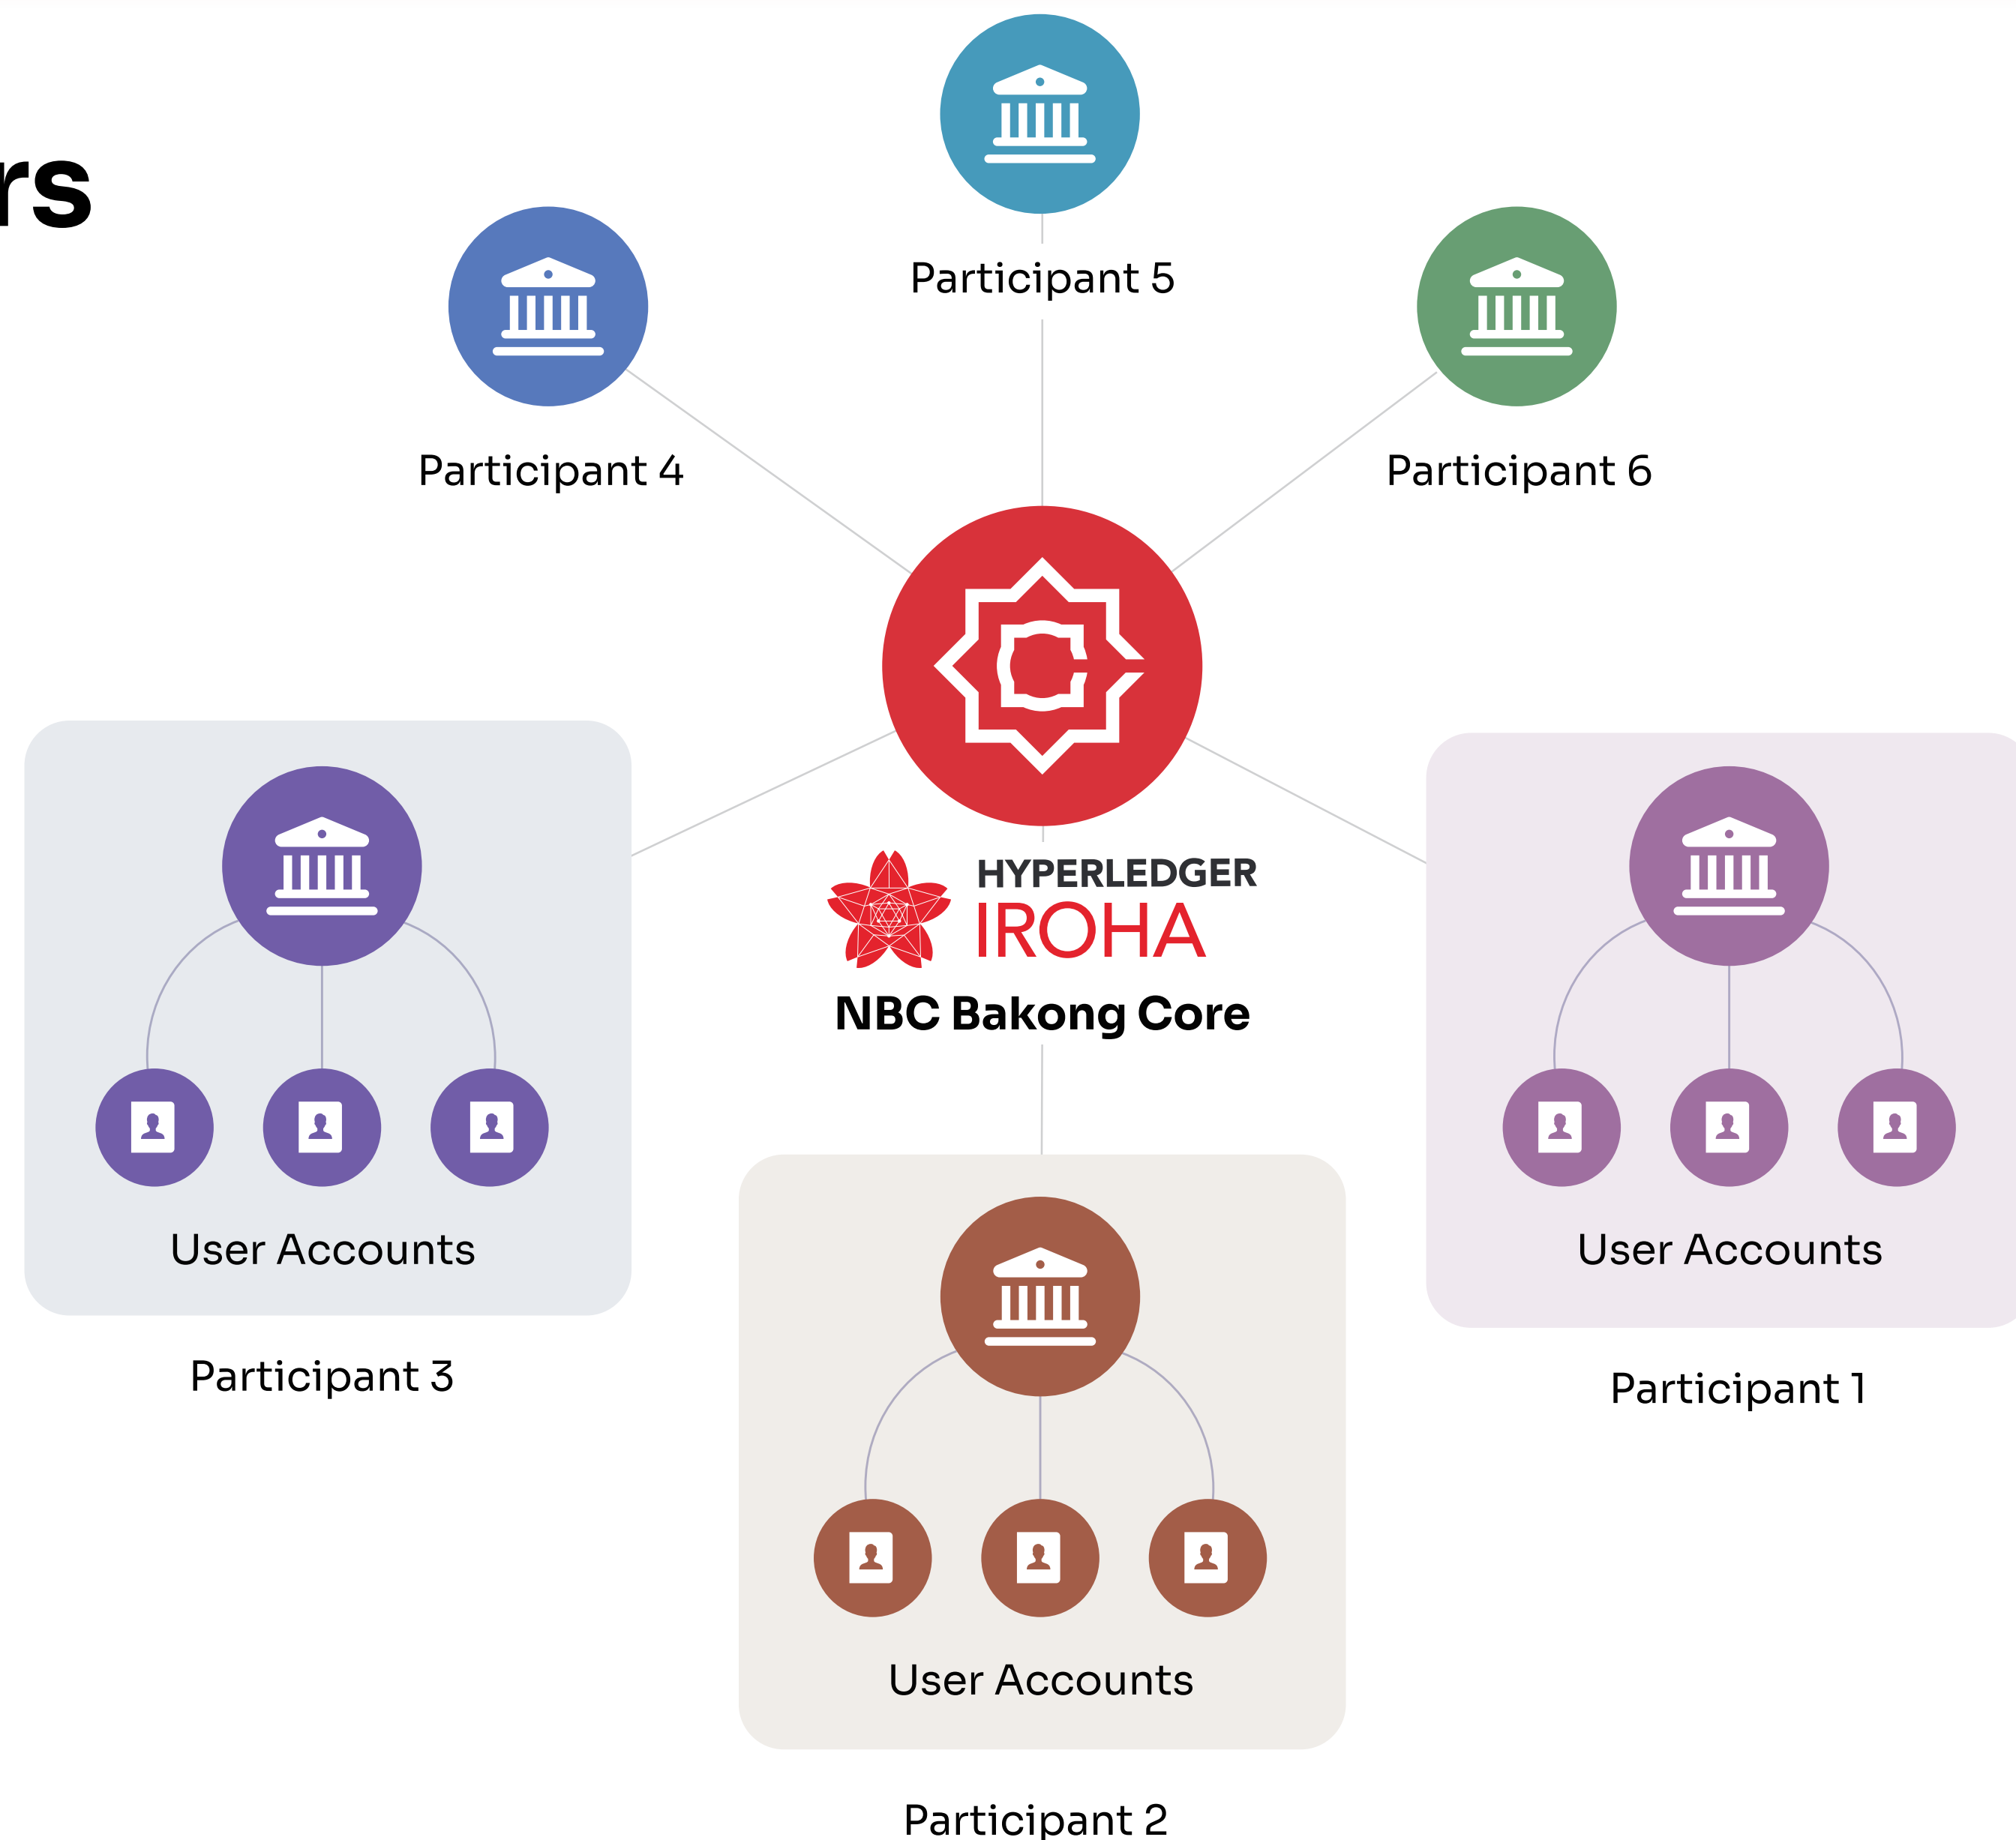 rs
Participant 5
Participant 4
Participant 6
HYPERLEDGER
IROHA
NBC Bakong Core
User Accounts
User Accounts
Participant 3
Participant 1
User Accounts
Participant 2